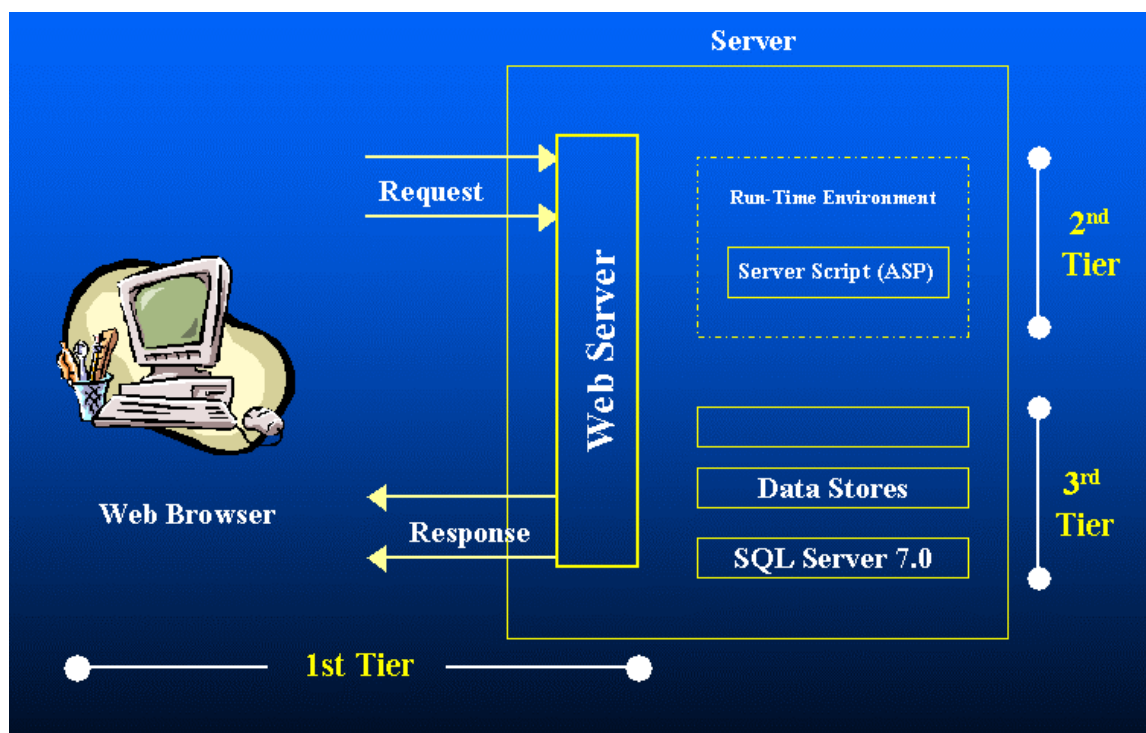 Server
Request
Run-Time Environment
Server Script (ASP)
2nd
Tier
Web Server
Data Stores
SQL Server 7.0
3rd
Tier
Web Browser
Response
1st Tier